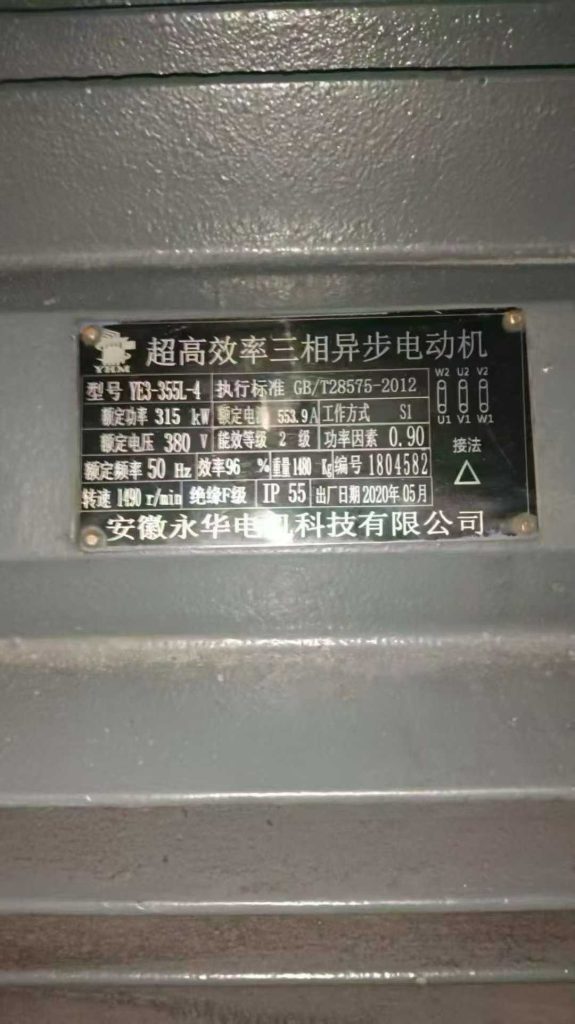 YHM
超高效率三相异步电动机
型号 YE3-355L-4 执行标准 GB/T28575-2012
W2 U2 V2
额定功率 315 kW 额定电流 553.9A 工作方式 S1
U1 V1 W1
额定电压 380 V 能效等级 2 级 功率因素 0.90
接法
额定频率 50 Hz 效率96 % 重量1480 Kg 编号 1804582
△
转速 1490 r/min 绝缘F级 IP 55 出厂日期2020年05月
安徽永华电机科技有限公司